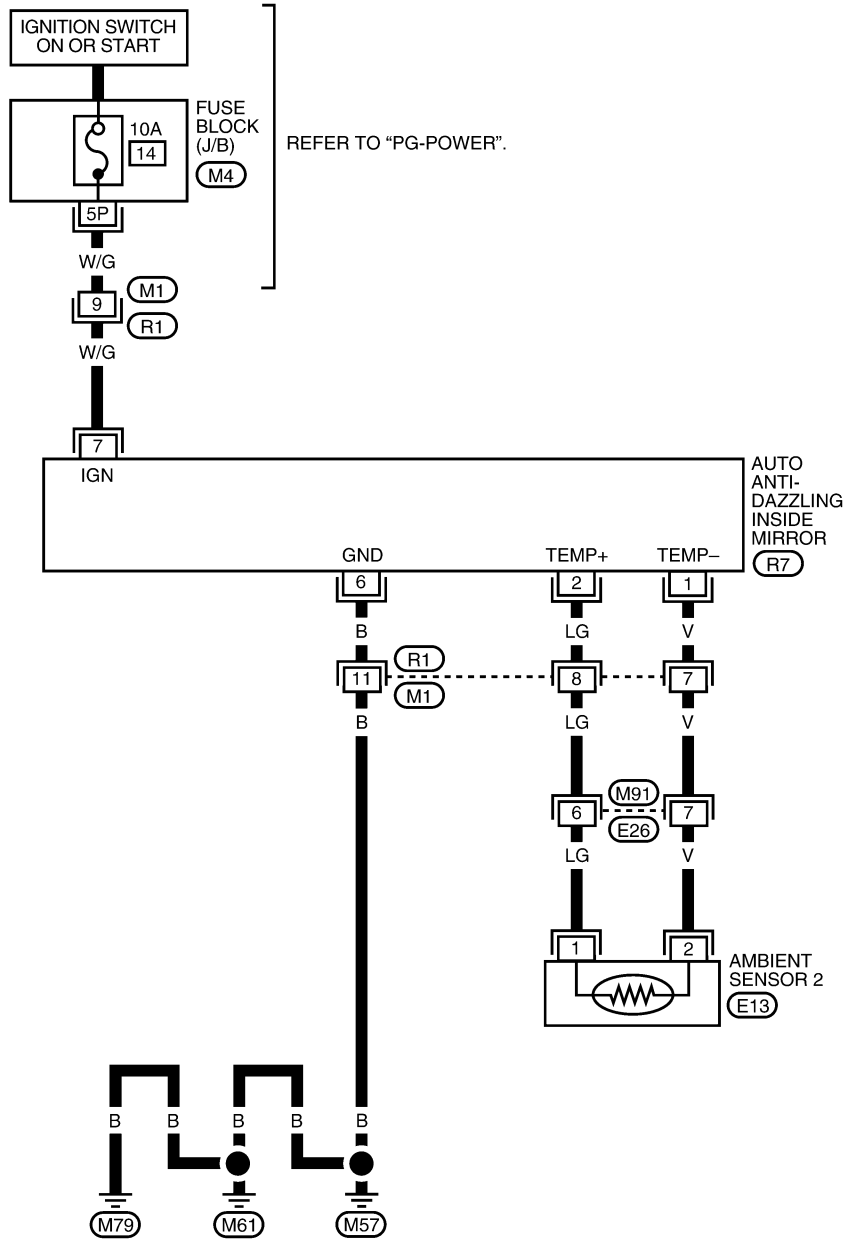 IGNITION SWITCH
ON OR START
FUSE
BLOCK
(J/B)
M4
10A
14
REFER TO “PG-POWER”.
5P
W/G
9
M1
R1
W/G
7
IGN
AUTO
ANTI-
DAZZLING
INSIDE
MIRROR
R7
GND
TEMP+
TEMP–
6
2
1
B
LG
V
R1
11
8
7
M1
B
LG
V
M91
6
7
E26
LG
V
1
2
AMBIENT
SENSOR 2
E13
B
B
B
B
B
M79
M61
M57